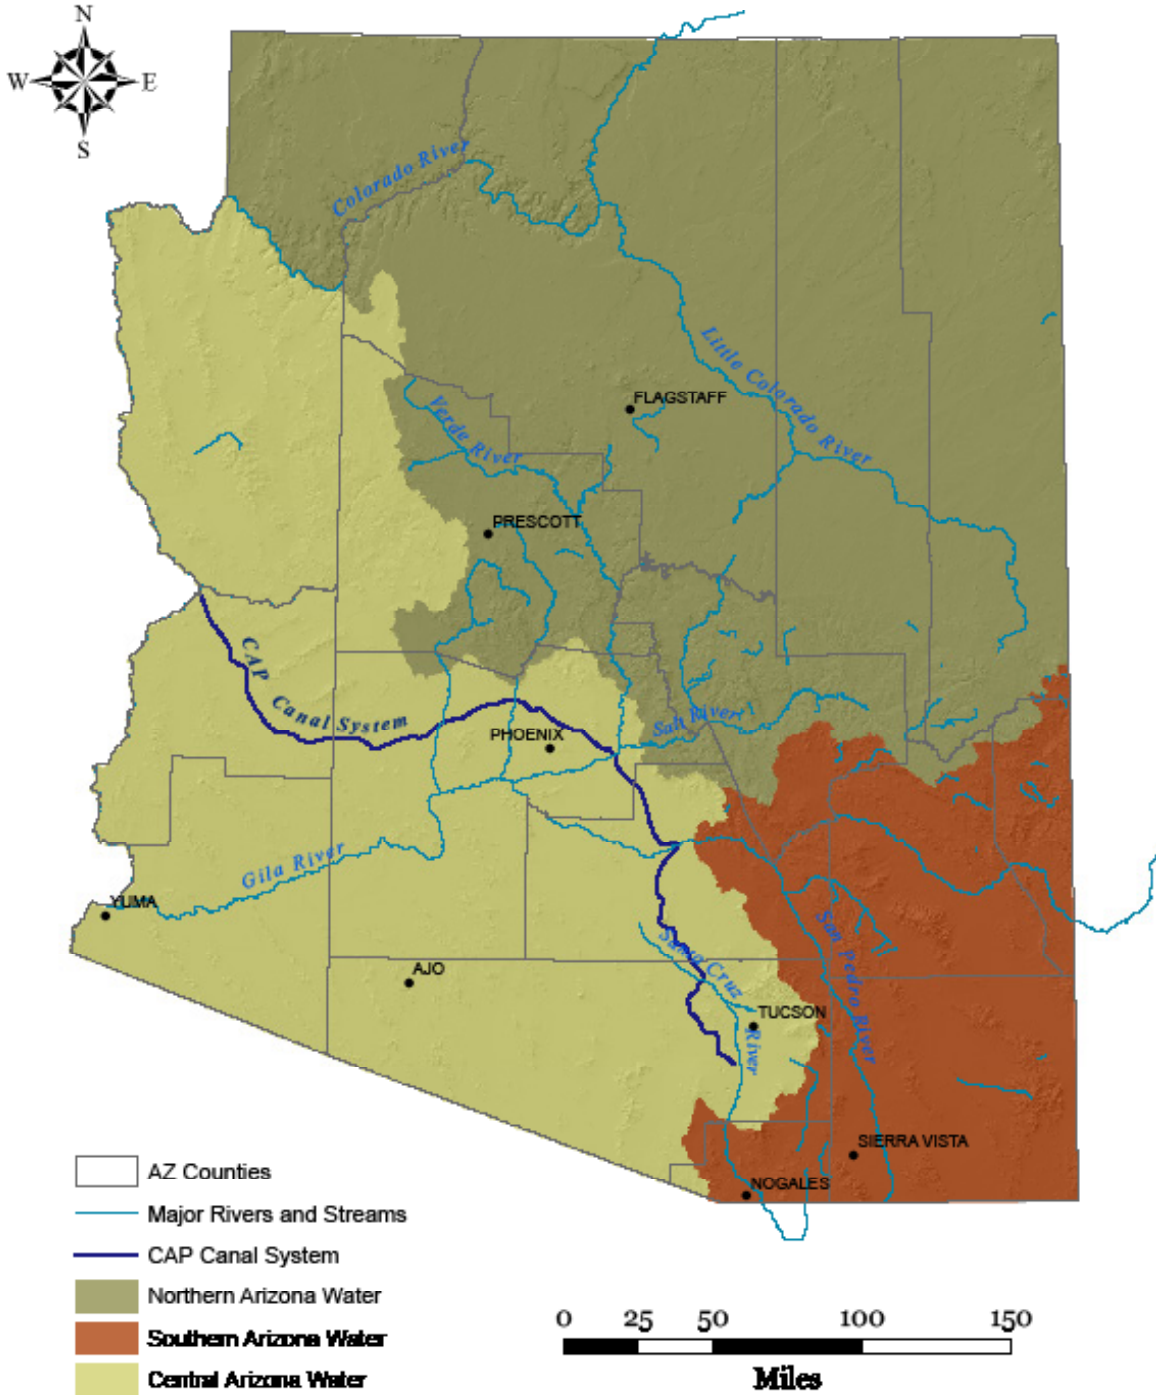 N
W E
S
Colorado River
Little Colorado River
FLAGSTAFF
Verde River
PRESCOTT
CAP Canal System
Salt River
PHOENIX
Gila River
YUMA
AJO
Santa Cruz River
San pedro River
TUCSON
SIERRA VISTA
NOGALES
AZ Counties
Major Rivers and Streams
CAP Canal System
Northern Arizona Water
Southern Arizona Water
Central Arizona Water
0 25 50 100 150
Miles